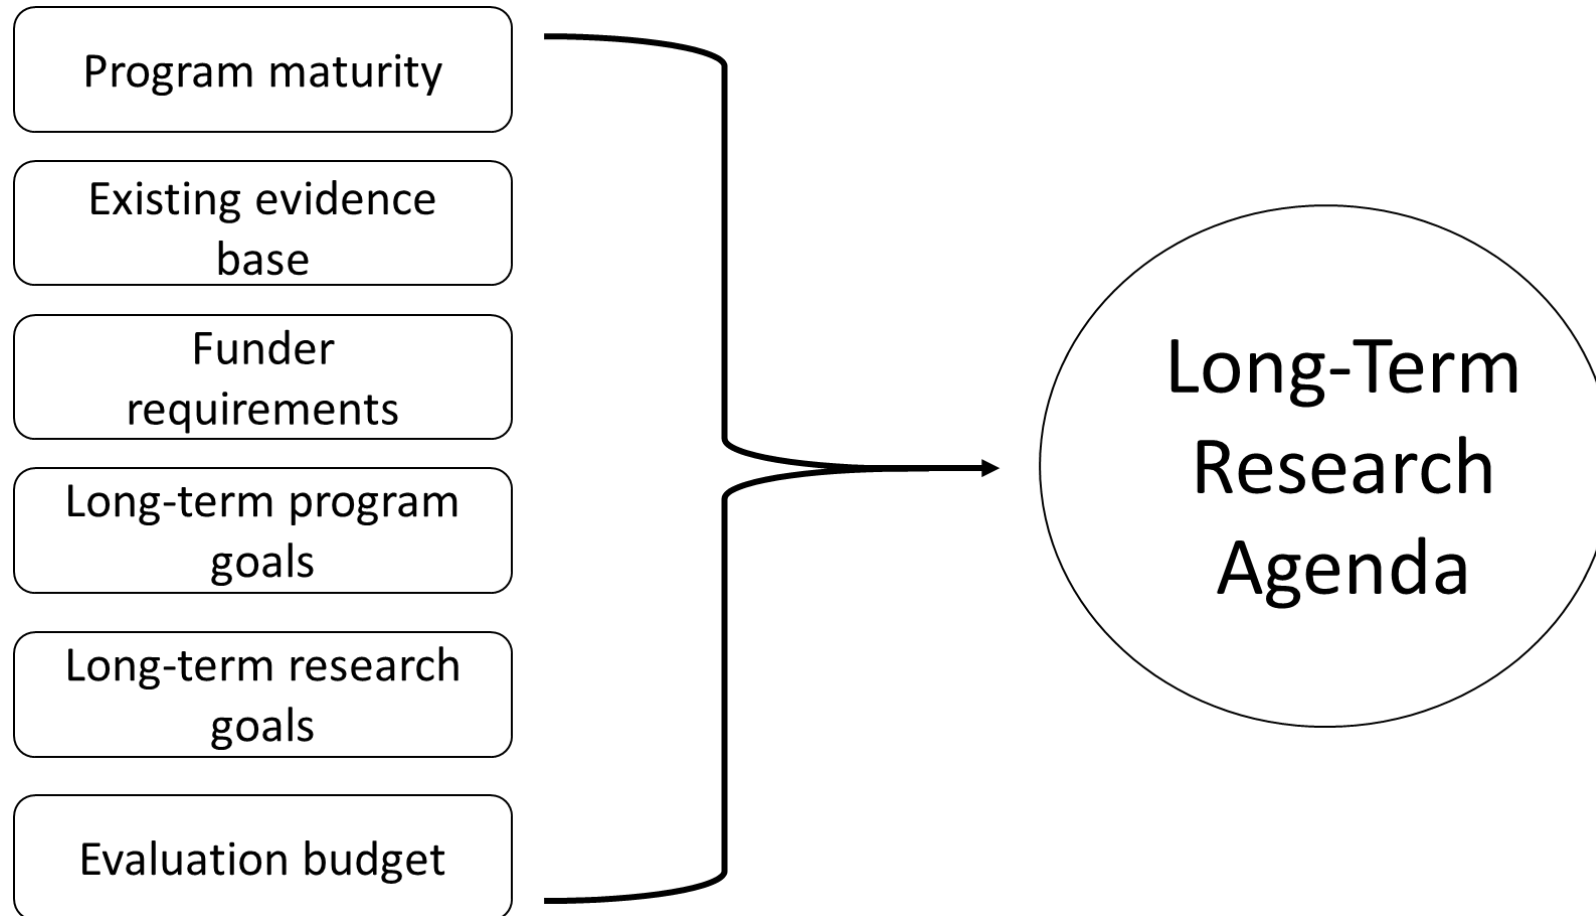 Program maturity
Existing evidence
base
Funder
requirements
Long-term program
goals
Long-term research
goals
Evaluation budget
Long-Term
Research
Agenda